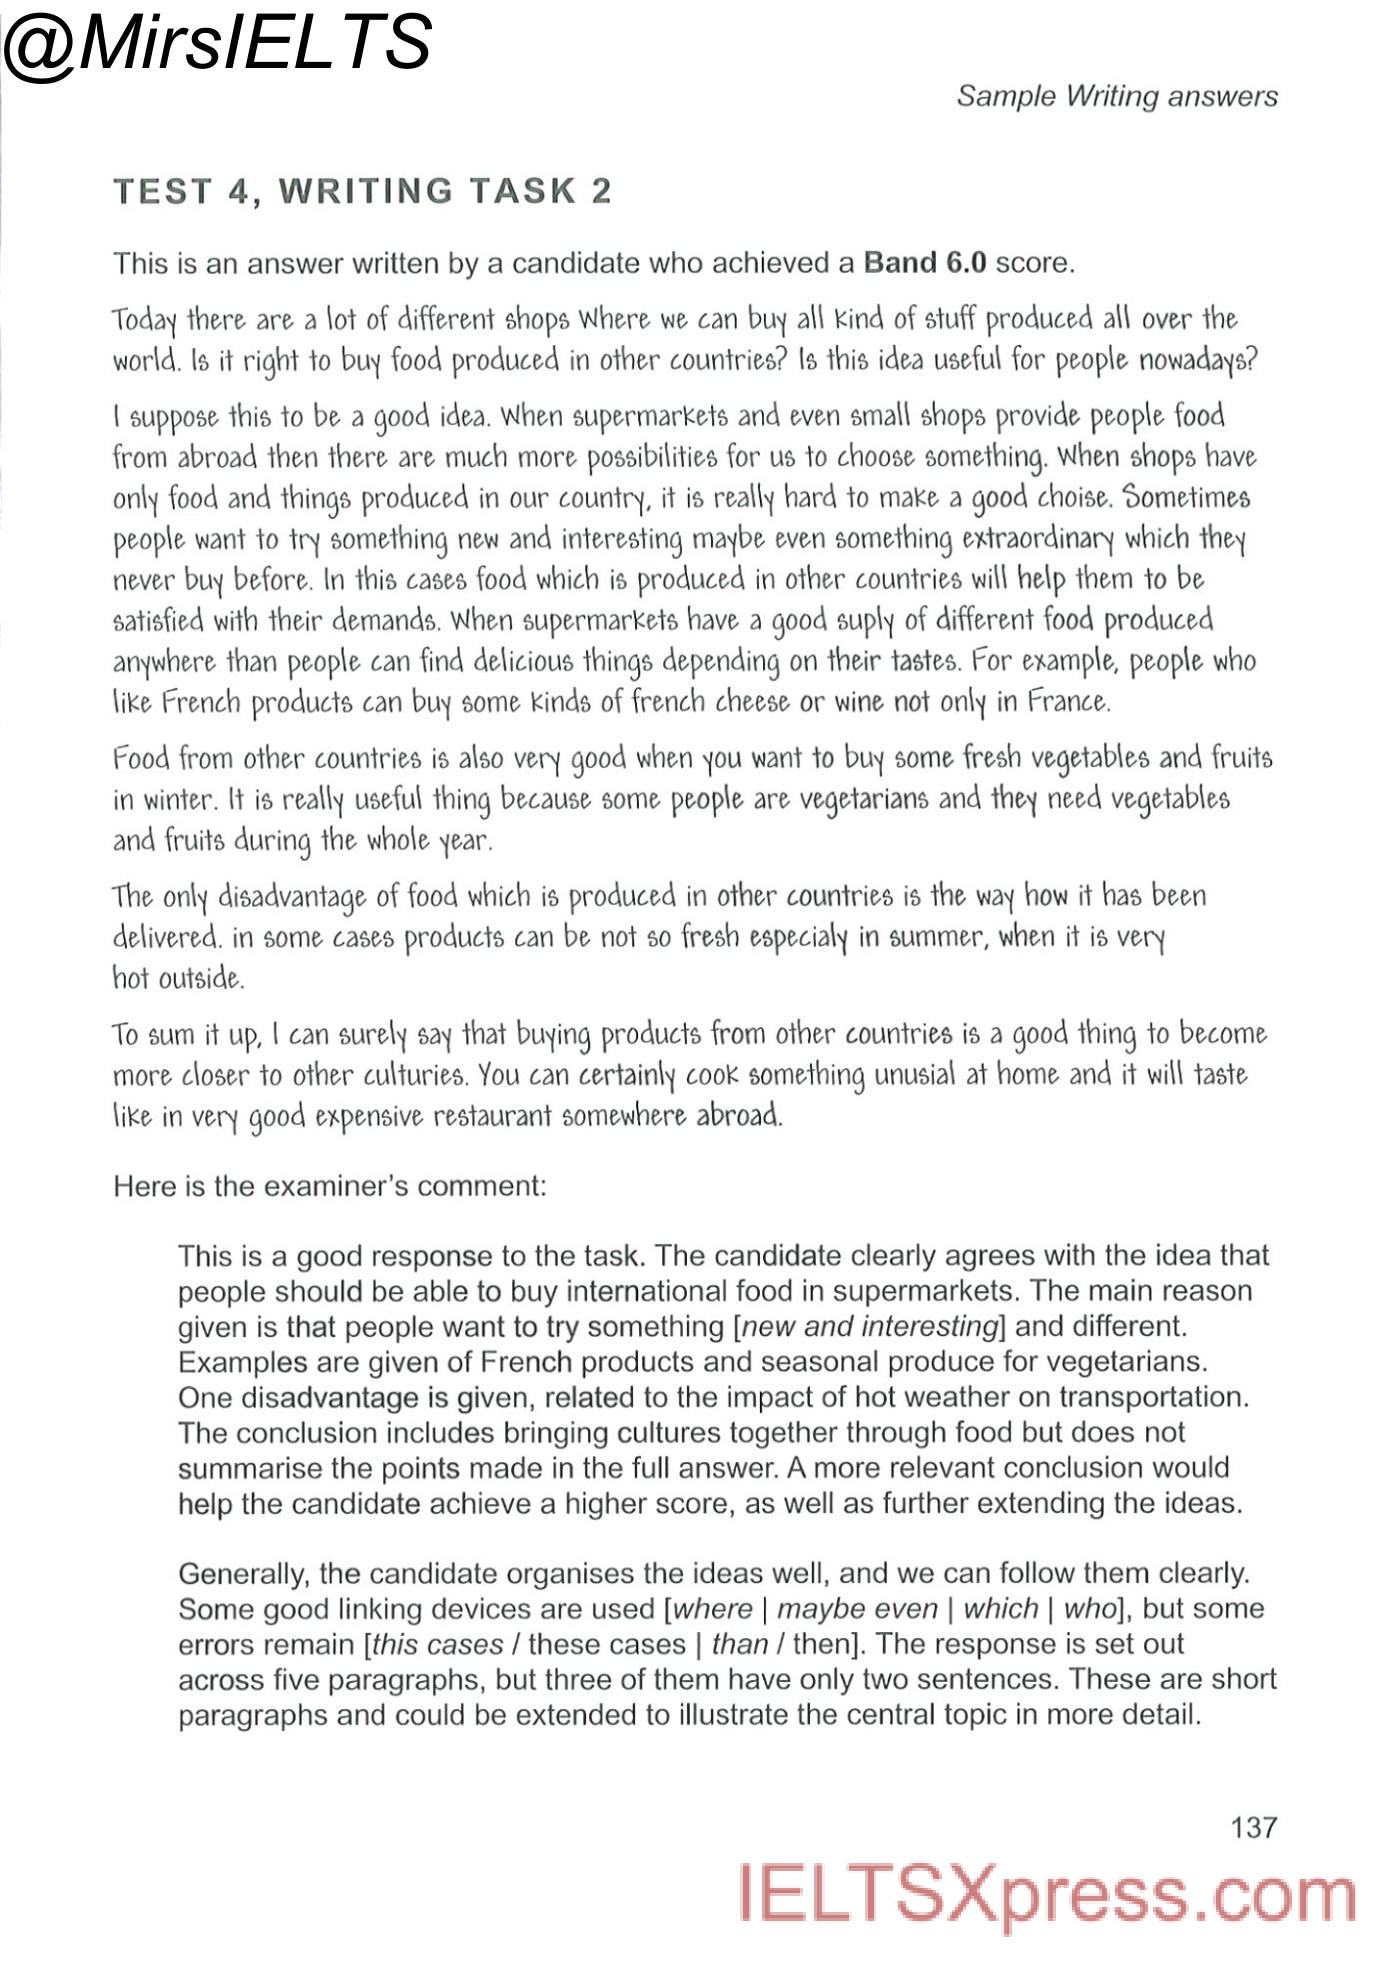 @MirsIELTS
Sample Writing answers
TEST 4, WRITING TASK 2
This is an answer written by a candidate who achieved a Band 6.0 score.
Today there are a lot of different shops Where we can buy all kind of stuff produced all over the
world. Is it right to buy food produced in other countries? Is this idea useful for people nowadays?
I suppose this to be a good idea. When supermarkets and even small shops provide people food
from abroad then there are much more possibilities for us to choose something. When shops have
only food and things produced in our country, it is really hard to make a good choise. Sometimes
people want to try something new and interesting maybe even something extraordinary which they
never buy before. In this cases food which is produced in other countries will help them to be
satisfied with their demands. When supermarkets have a good suply of different food produced
anywhere than people can find delicious things depending on their tastes. For example, people who
like French products can buy some kinds of french cheese or wine not only in France.
Food from other countries is also very good when you want to buy some fresh vegetables and fruits
in winter. It is really useful thing because some people are vegetarians and they need vegetables
and fruits during the whole year.
The only disadvantage of food which is produced in other countries is the way how it has been
delivered. in some cases products can be not so fresh especialy in summer, when it is very
hot outside.
To sum it up, I can surely say that buying products from other countries is a good thing to become
more closer to other culturies. You can certainly cook something unusial at home and it will taste
like in very good expensive restaurant somewhere abroad.
Here is the examiner's comment:
This is a good response to the task. The candidate clearly agrees with the idea that
people should be able to buy international food in supermarkets. The main reason
given is that people want to try something [new and interesting] and different.
Examples are given of French products and seasonal produce for vegetarians.
One disadvantage is given, related to the impact of hot weather on transportation.
The conclusion includes bringing cultures together through food but does not
summarise the points made in the full answer. A more relevant conclusion would
help the candidate achieve a higher score, as well as further extending the ideas.
Generally, the candidate organises the ideas well, and we can follow them clearly.
Some good linking devices are used [where | maybe even | which | who], but some
errors remain [this cases / these cases | than / then]. The response is set out
across five paragraphs, but three of them have only two sentences. These are short
paragraphs and could be extended to illustrate the central topic in more detail.
137
IELTSXpress.com